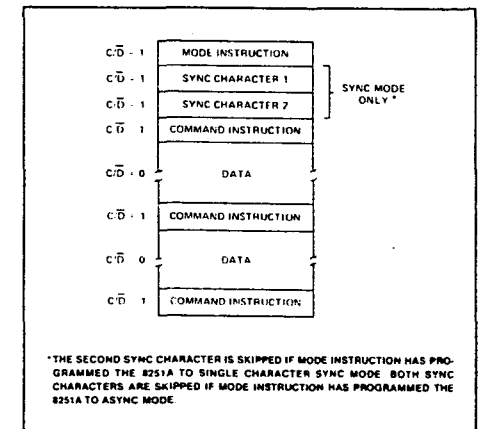 C/D̅ - 1 MODE INSTRUCTION
C/D̅ - 1 SYNC CHARACTER 1
SYNC MODE
ONLY *
C/D̅ - 1 SYNC CHARACTER 2
C/D̅ 1 COMMAND INSTRUCTION
C/D̅ = 0 DATA
C/D̅ - 1 COMMAND INSTRUCTION
C/D̅ 0 DATA
C/D̅ 1 COMMAND INSTRUCTION
*THE SECOND SYNC CHARACTER IS SKIPPED IF MODE INSTRUCTION HAS PRO-
GRAMMED THE 8251A TO SINGLE CHARACTER SYNC MODE. BOTH SYNC
CHARACTERS ARE SKIPPED IF MODE INSTRUCTION HAS PROGRAMMED THE
8251A TO ASYNC MODE.